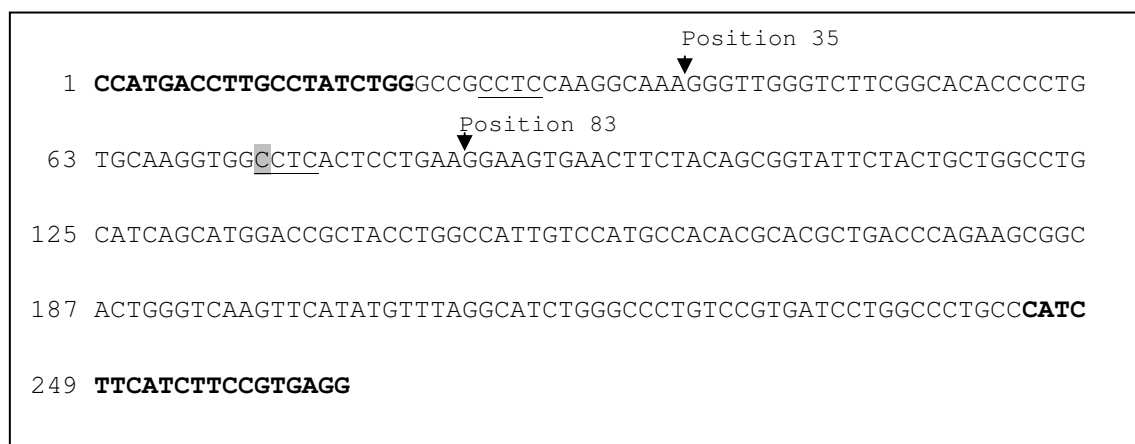 Position 35
1 CCATGACCTTGCCTATCTGGGCCGCCTCCAAGGCAAAGGGTTGGGTCTTCGGCACACCCCTG
Position 83
63 TGCAAGGTGGCCTCACTCCTGAAGGAAGTGAACTTCTACAGCGGTATTCTACTGCTGGCCTG
125 CATCAGCATGGACCGCTACCTGGCCATTGTCCATGCCACACGCACGCTGACCCAGAAGCGGC
187 ACTGGGTCAAGTTCATATGTTTAGGCATCTGGGCCCTGTCCGTGATCCTGGCCCTGCCCATC
249 TTCATCTTCCGTGAGG